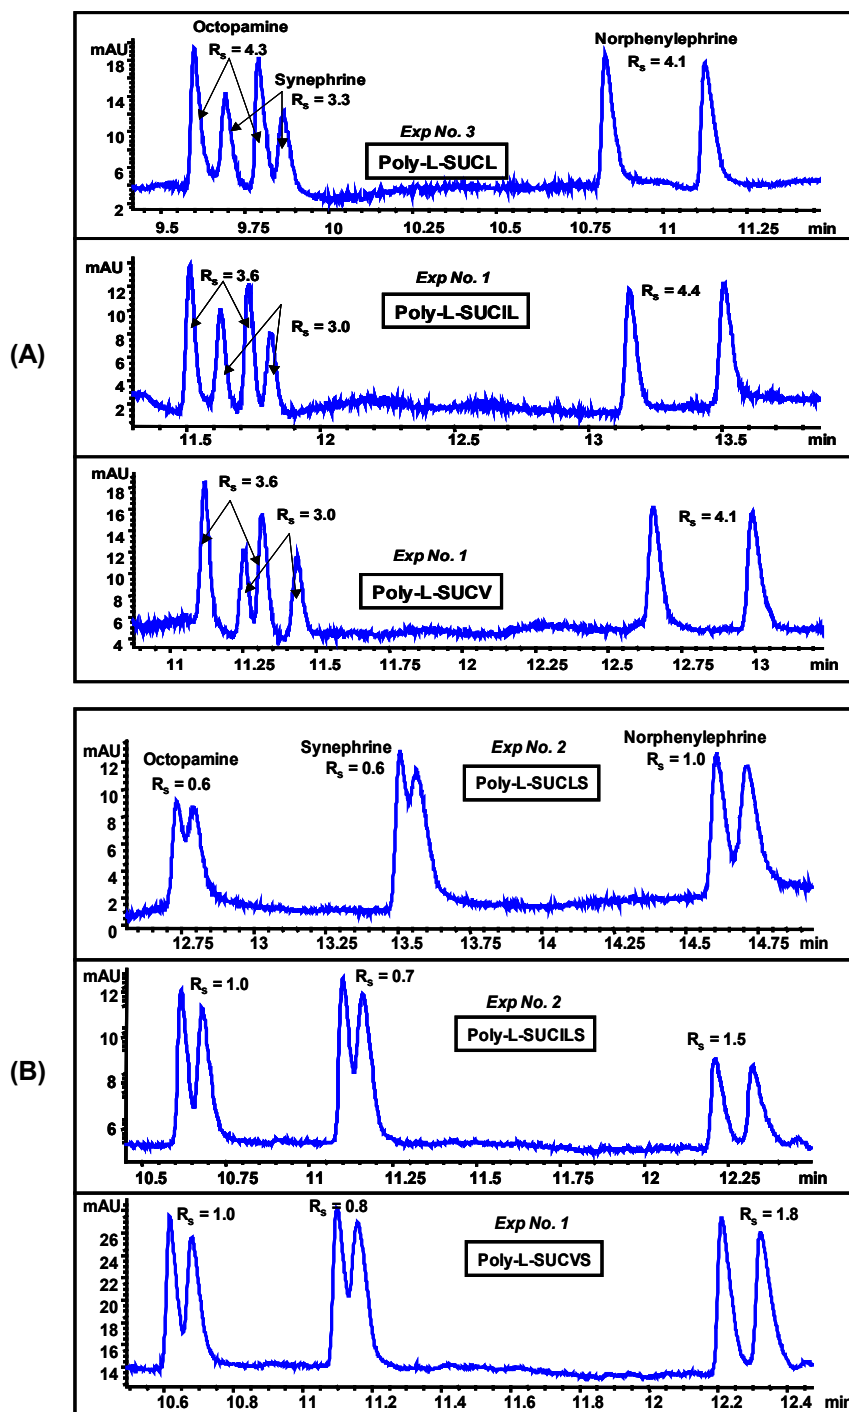 (A)
Octopamine
mAU
Rs = 4.3
Norphenylephrine
Rs = 4.1
Synephrine
Rs = 3.3
18
14
10
6
2
Exp No. 3
Poly-L-SUCL
9.5 9.75 10 10.25 10.5 10.75 11 11.25 min
mAU
Rs = 3.6
Exp No. 1
Rs = 4.4
Poly-L-SUCIL
Rs = 3.0
12
10
8
6
4
2
11.5 12 12.5 13 13.5 min
mAU
Rs = 3.6
Rs = 3.0
Rs = 4.1
Exp No. 1
Poly-L-SUCV
18
16
14
12
10
8
6
4
11 11.25 11.5 11.75 12 12.25 12.5 12.75 13 min
(B)
mAU
Octopamine
Rs = 0.6
Synephrine
Rs = 0.6
Exp No. 2
Poly-L-SUCLS
Norphenylephrine
Rs = 1.0
12
10
8
6
4
2
0
12.75 13 13.25 13.5 13.75 14 14.25 14.5 14.75 min
mAU
Rs = 1.0
Rs = 0.7
Exp No. 2
Poly-L-SUCILS
Rs = 1.5
12
10
8
6
10.5 10.75 11 11.25 11.5 11.75 12 12.25 min
mAU
Rs = 1.0
Rs = 0.8
Exp No. 1
Poly-L-SUCVS
Rs = 1.8
26
24
22
20
18
16
14
10.6 10.8 11 11.2 11.4 11.6 11.8 12 12.2 12.4 min